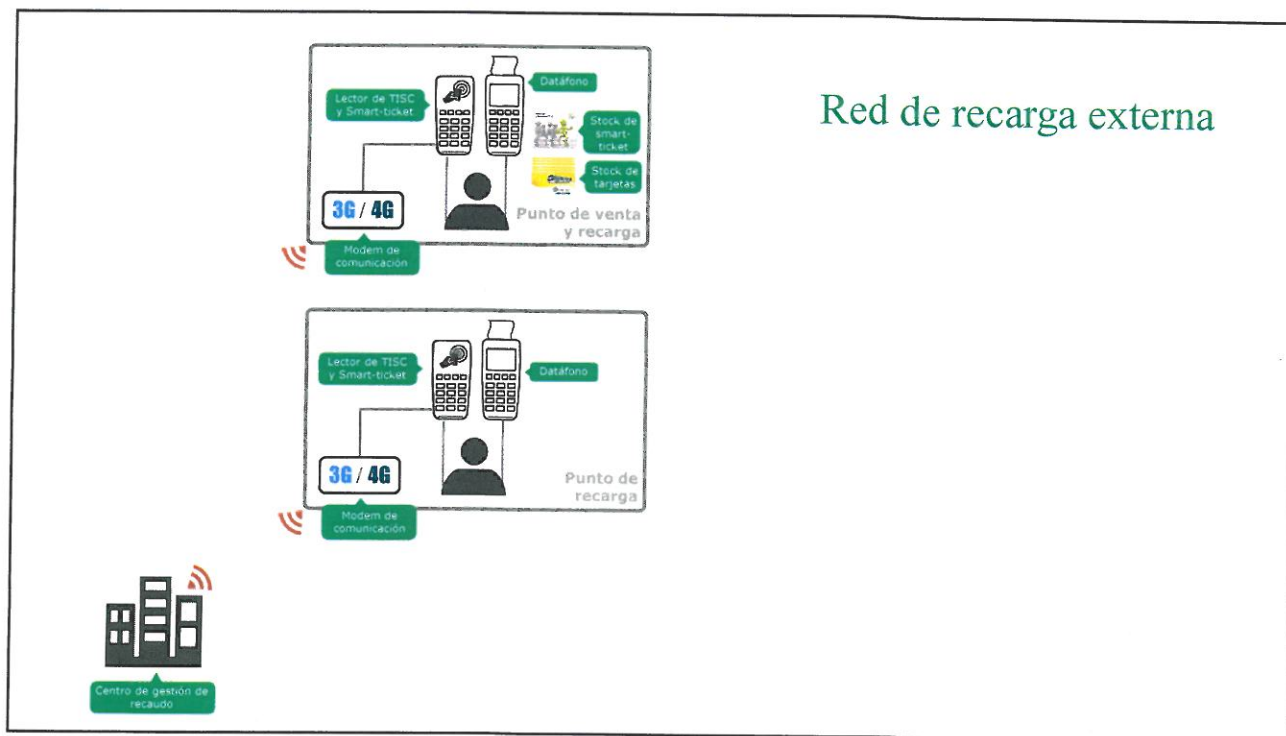 Red de recarga externa
Lector de TISC
y Smart-ticket
Datáfono
Stock de
smart-
ticket
Stock de
tarjetas
3G / 4G
Punto de venta
y recarga
Modem de
comunicación
Lector de TISC
y Smart-ticket
Datáfono
3G / 4G
Punto de
recarga
Modem de
comunicación
Centro de gestión de
recaudo